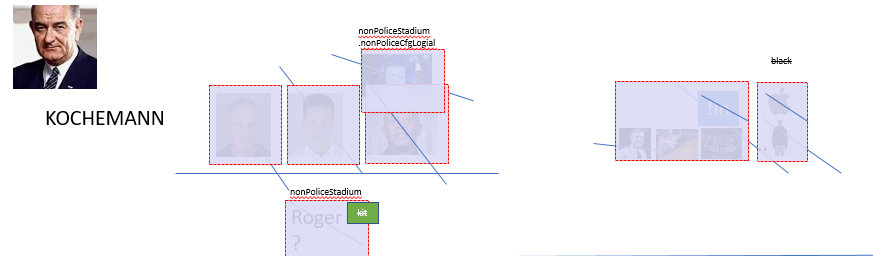 nonPoliceStadium
.nonPoliceCfgLogial
black
KOCHEMANN
nonPoliceStadium
Roger
kit
?